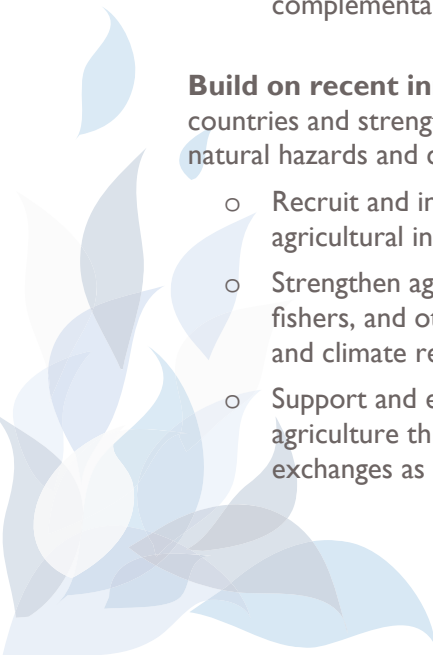 complementa
Build on recent in
countries and streng
natural hazards and
o Recruit and in
agricultural in
o Strengthen ag
fishers, and ot
and climate re
o Support and e
agriculture th
exchanges as